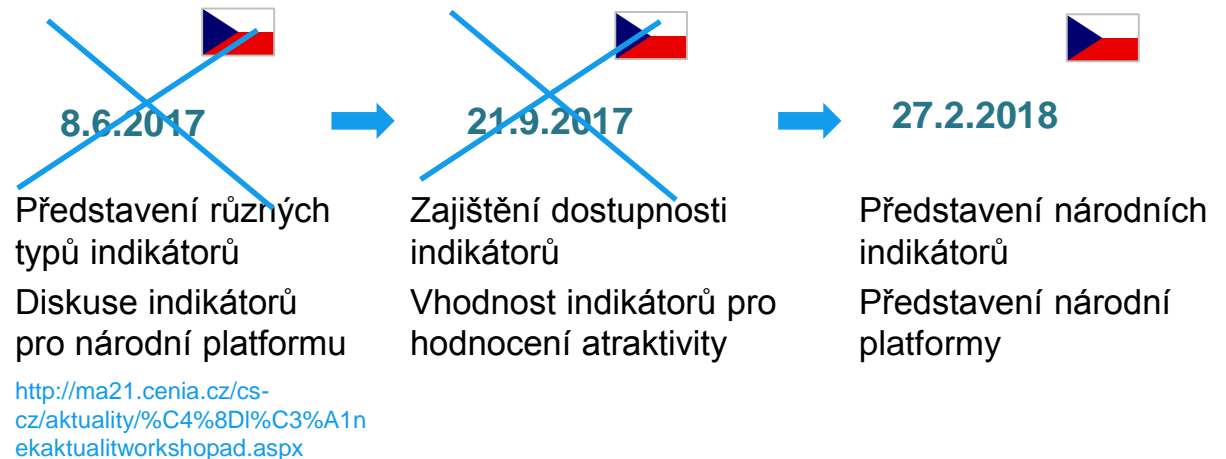 8.6.2017
21.9.2017
27.2.2018
Představení různých
typů indikátorů
Diskuse indikátorů
pro národní platformu
http://ma21.cenia.cz/cs-
cz/aktuality/%C4%8Dl%C3%A1n
ekaktualitworkshopad.aspx
Zajištění dostupnosti
indikátorů
Vhodnost indikátorů pro
hodnocení atraktivity
Představení národních
indikátorů
Představení národní
platformy